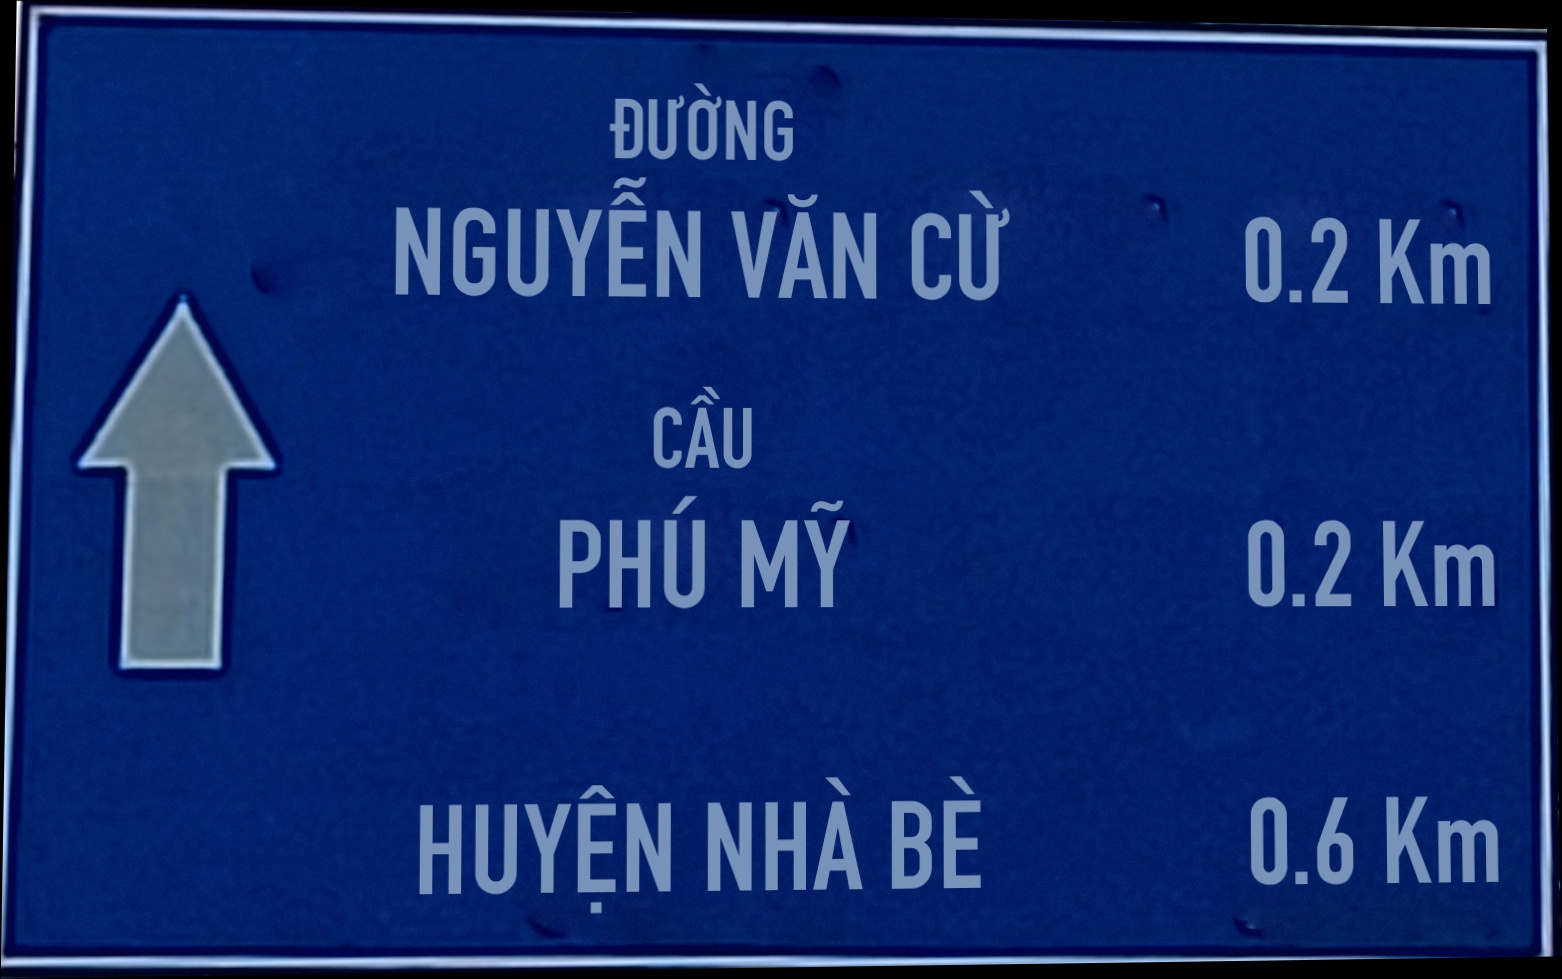 ĐƯỜNG
NGUYỄN VĂN CỪ 0.2 Km
CẦU
PHÚ MỸ 0.2 Km
HUYỆN NHÀ BÈ 0.6 Km